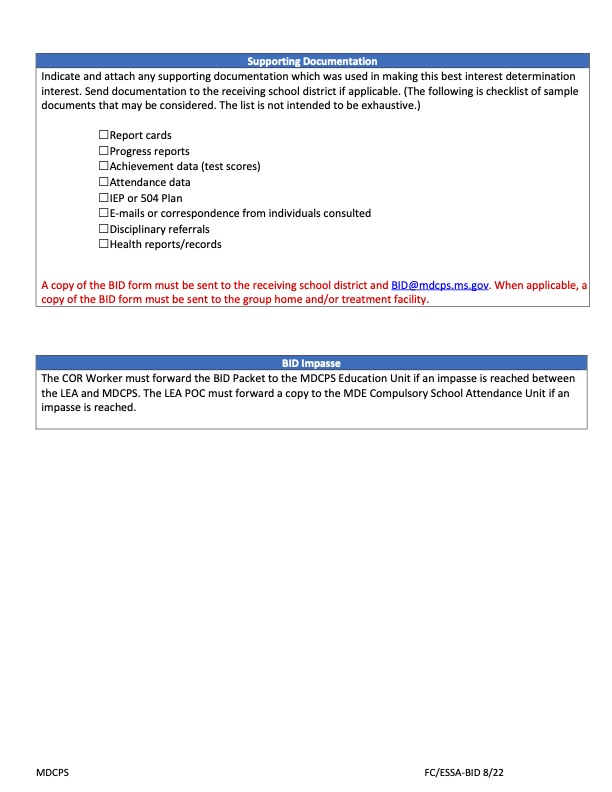 Supporting Documentation
Indicate and attach any supporting documentation which was used in making this best interest determination
interest. Send documentation to the receiving school district if applicable. (The following is checklist of sample
documents that may be considered. The list is not intended to be exhaustive.)
☐Report cards
☐Progress reports
☐Achievement data (test scores)
☐Attendance data
☐IEP or 504 Plan
☐E-mails or correspondence from individuals consulted
☐Disciplinary referrals
☐Health reports/records
A copy of the BID form must be sent to the receiving school district and BID@mdcps.ms.gov. When applicable, a
copy of the BID form must be sent to the group home and/or treatment facility.
BID Impasse
The COR Worker must forward the BID Packet to the MDCPS Education Unit if an impasse is reached between
the LEA and MDCPS. The LEA POC must forward a copy to the MDE Compulsory School Attendance Unit if an
impasse is reached.
MDCPS FC/ESSA-BID 8/22